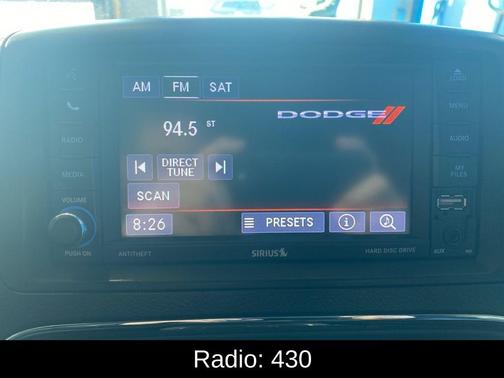 LOAD
AM FM SAT
MENU
DODGE
RADIO
94.5 ST
AUDIO
DIRECT
TUNE
MEDIA
MY
FILES
SCAN
VOLUME
8:26 PRESETS
PUSH ON
ANTITHEFT
SIRIUS
HARD DISC DRIVE
AUX
Radio: 430